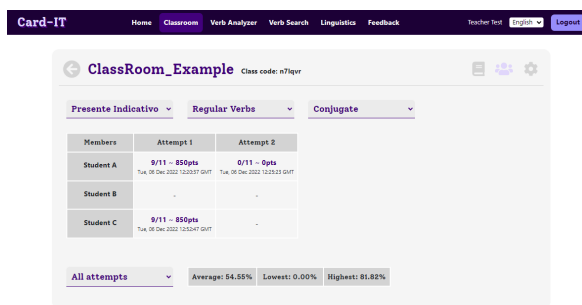 Card-IT Home Classroom Verb Analyzer Verb Search Linguistics Feedback Teacher Test English Logout
ClassRoom_Example Class code: n7lqvr
Presente Indicativo Regular Verbs Conjugate
Members Attempt 1 Attempt 2
Student A 9/11 ~ 850pts 0/11 ~ 0pts
Tue, 06 Dec 2022 12:20:37 GMT Tue, 06 Dec 2022 12:25:23 GMT
Student B - -
Student C 9/11 ~ 850pts -
Tue, 06 Dec 2022 12:52:47 GMT
All attempts Average: 54.55% Lowest: 0.00% Highest: 81.82%